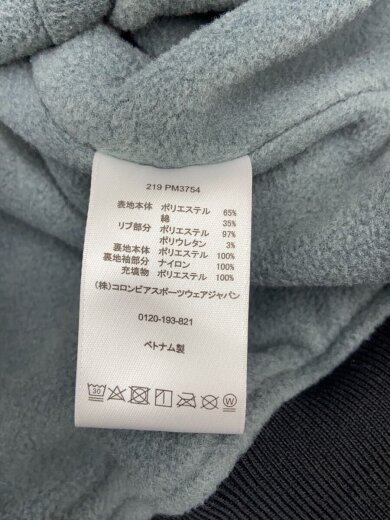 219 PM3754
表地本体 ポリエステル 65%
綿 35%
リブ部分 ポリエステル 97%
ポリウレタン 3%
裏地本体 ポリエステル 100%
裏地袖部分 ナイロン 100%
充填物 ポリエステル 100%
(株)コロンビアスポーツウェアジャパン
0120-193-821
ベトナム製
30 W